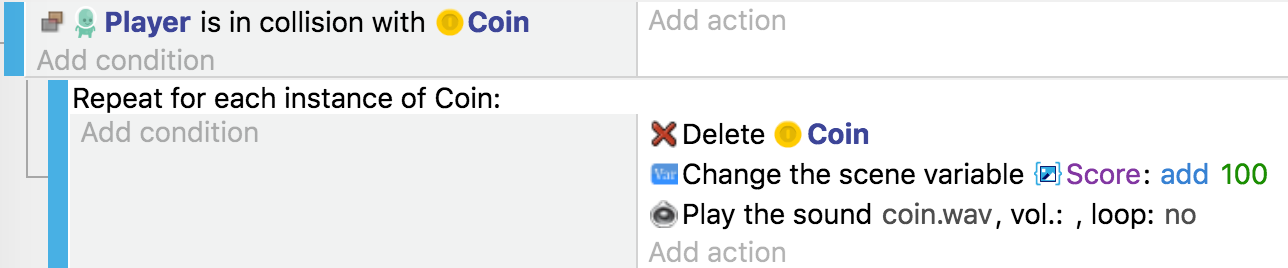 Player is in collision with Coin
Add action
Add condition
Repeat for each instance of Coin:
Add condition
Delete Coin
Var Change the scene variable Score: add 100
Play the sound coin.wav, vol.: , loop: no
Add action